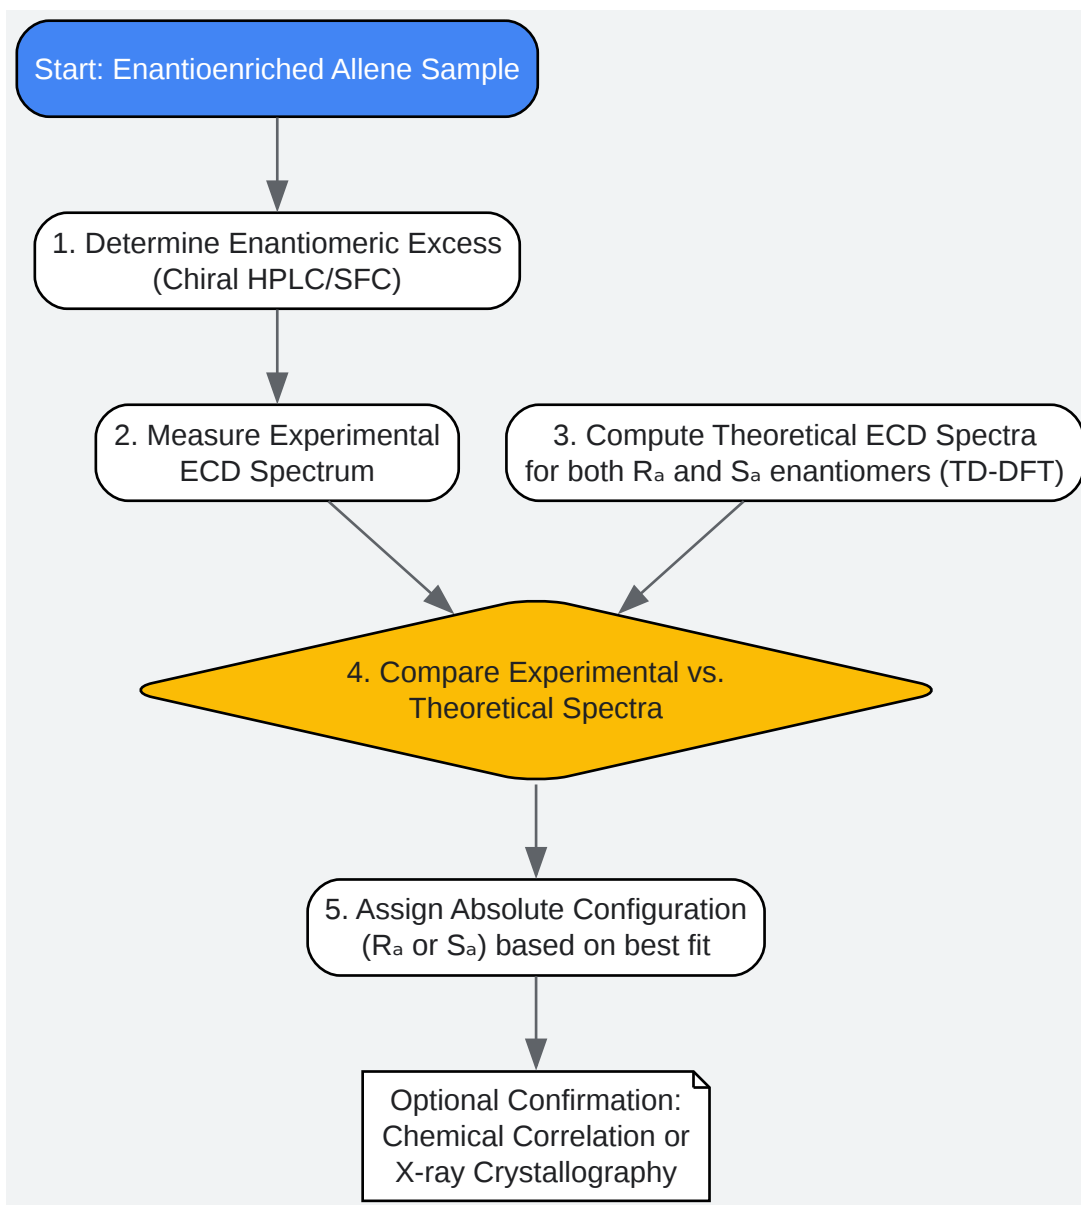 Start: Enantioenriched Allene Sample
1. Determine Enantiomeric Excess
(Chiral HPLC/SFC)
2. Measure Experimental
ECD Spectrum
3. Compute Theoretical ECD Spectra
for both Rₐ and Sₐ enantiomers (TD-DFT)
4. Compare Experimental vs.
Theoretical Spectra
5. Assign Absolute Configuration
(Rₐ or Sₐ) based on best fit
Optional Confirmation:
Chemical Correlation or
X-ray Crystallography